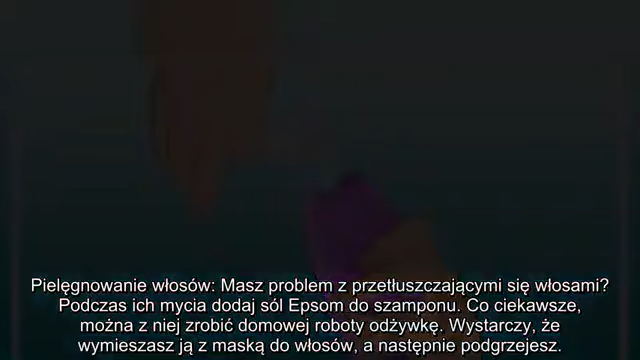 Pielęgnowanie włosów: Masz problem z przetłuszczającymi się włosami?
Podczas ich mycia dodaj sól Epsom do szamponu. Co ciekawsze,
można z niej zrobić domowej roboty odżywkę. Wystarczy, że
wymieszasz ją z maską do włosów, a następnie podgrzejesz.